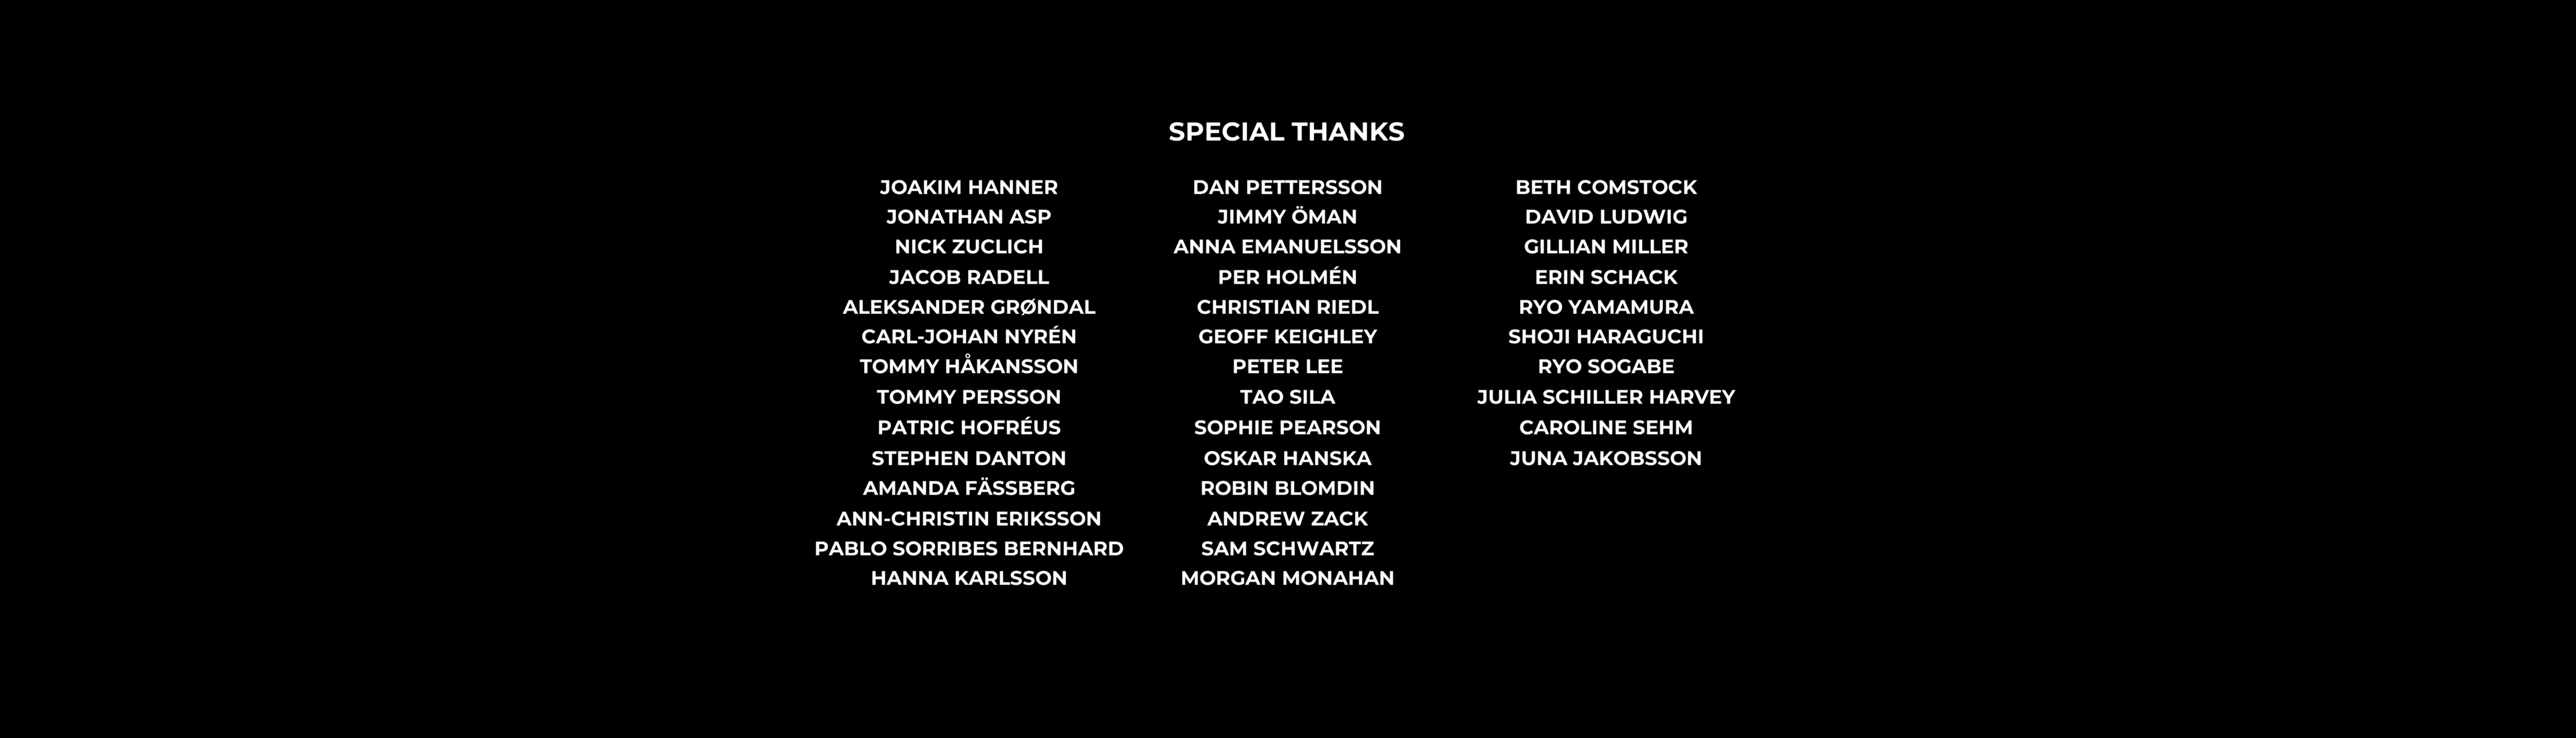 SPECIAL THANKS
JOAKIM HANNER
JONATHAN ASP
NICK ZUCLICH
JACOB RADELL
ALEKSANDER GRØNDAL
CARL-JOHAN NYRÉN
TOMMY HÅKANSSON
TOMMY PERSSON
PATRIC HOFRÉUS
STEPHEN DANTON
AMANDA FÄSSBERG
ANN-CHRISTIN ERIKSSON
PABLO SORRIBES BERNHARD
HANNA KARLSSON
DAN PETTERSSON
JIMMY ÖMAN
ANNA EMANUELSSON
PER HOLMÉN
CHRISTIAN RIEDL
GEOFF KEIGHLEY
PETER LEE
TAO SILA
SOPHIE PEARSON
OSKAR HANSKA
ROBIN BLOMDIN
ANDREW ZACK
SAM SCHWARTZ
MORGAN MONAHAN
BETH COMSTOCK
DAVID LUDWIG
GILLIAN MILLER
ERIN SCHACK
RYO YAMAMURA
SHOJI HARAGUCHI
RYO SOGABE
JULIA SCHILLER HARVEY
CAROLINE SEHM
JUNA JAKOBSSON